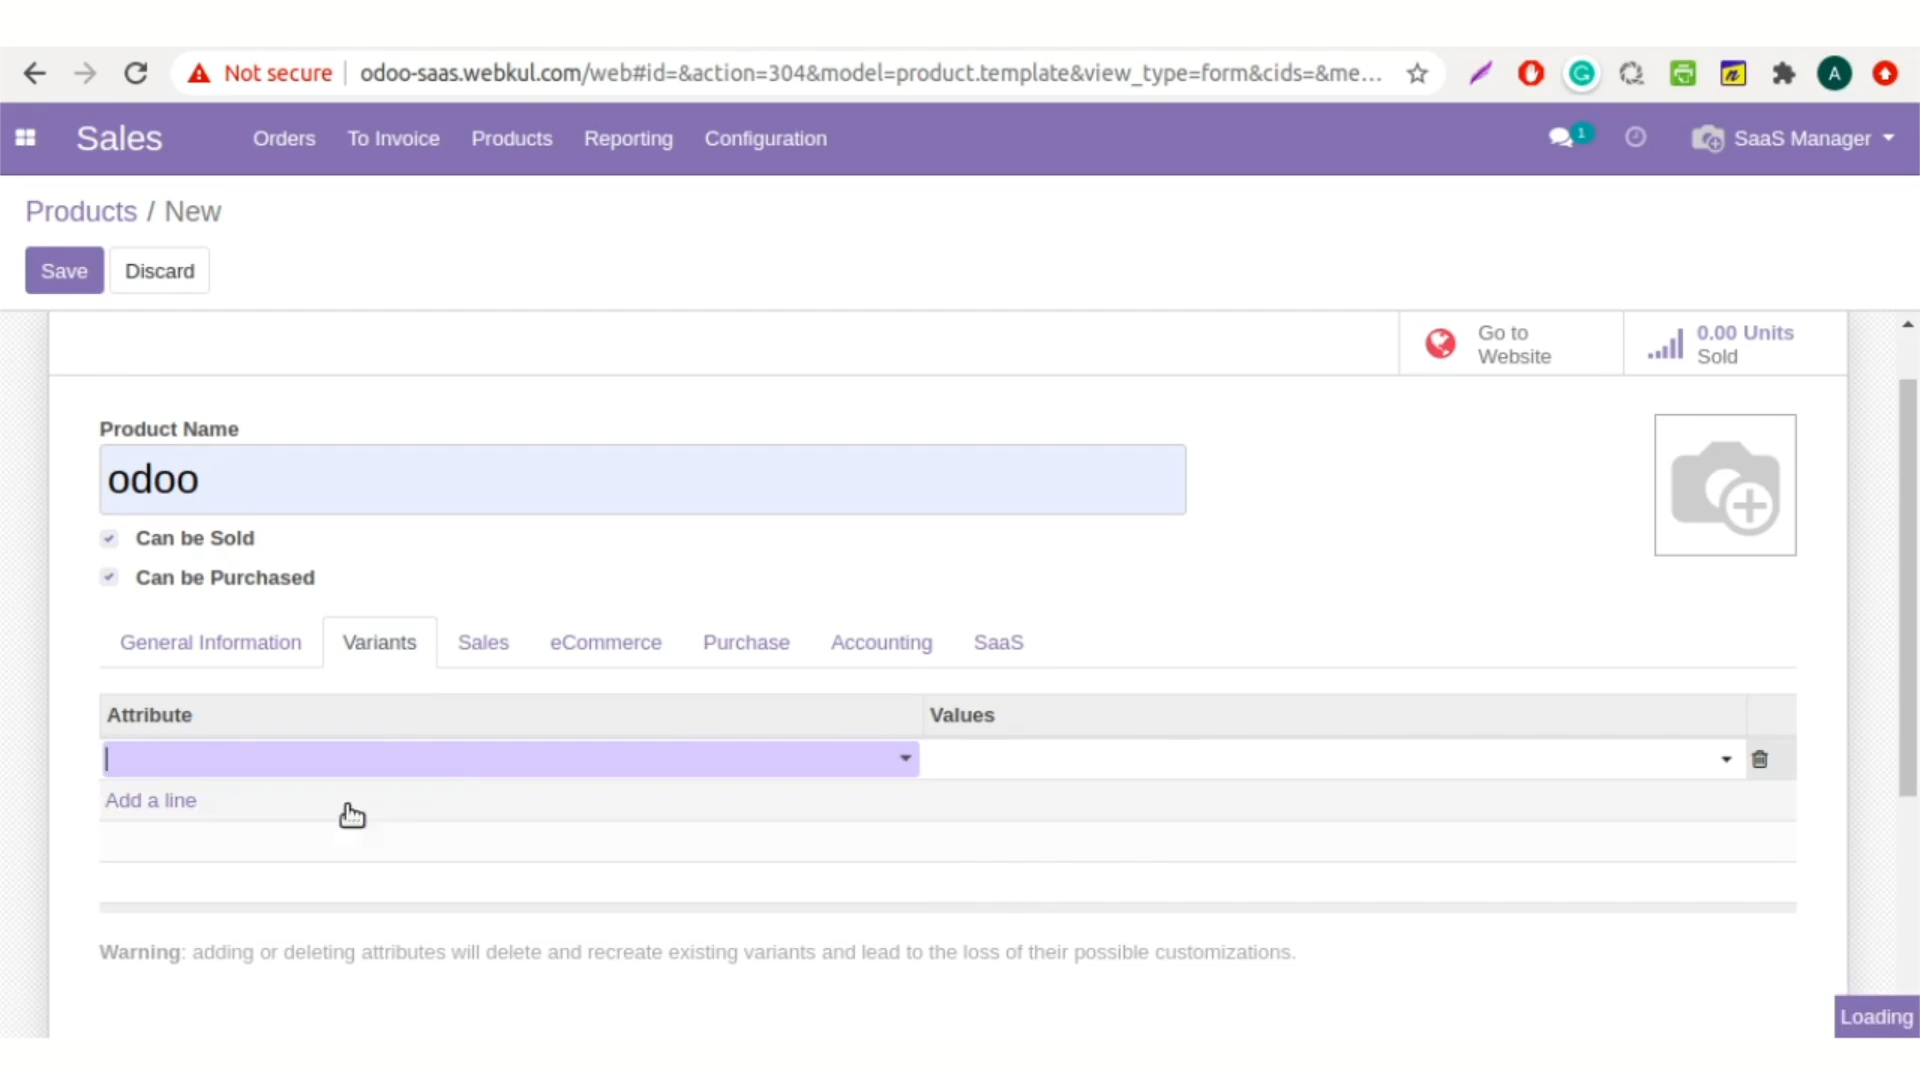 Not secure | odoo-saas.webkul.com/web#id=&action=304&model=product.template&view_type=form&cids=&me...
A
Sales Orders To Invoice Products Reporting Configuration 1 SaaS Manager
Products / New
Save Discard
Go to
Website
0.00 Units
Sold
Product Name
odoo
Can be Sold
Can be Purchased
General Information Variants Sales eCommerce Purchase Accounting SaaS
Attribute Values
Add a line
Warning: adding or deleting attributes will delete and recreate existing variants and lead to the loss of their possible customizations.
Loading